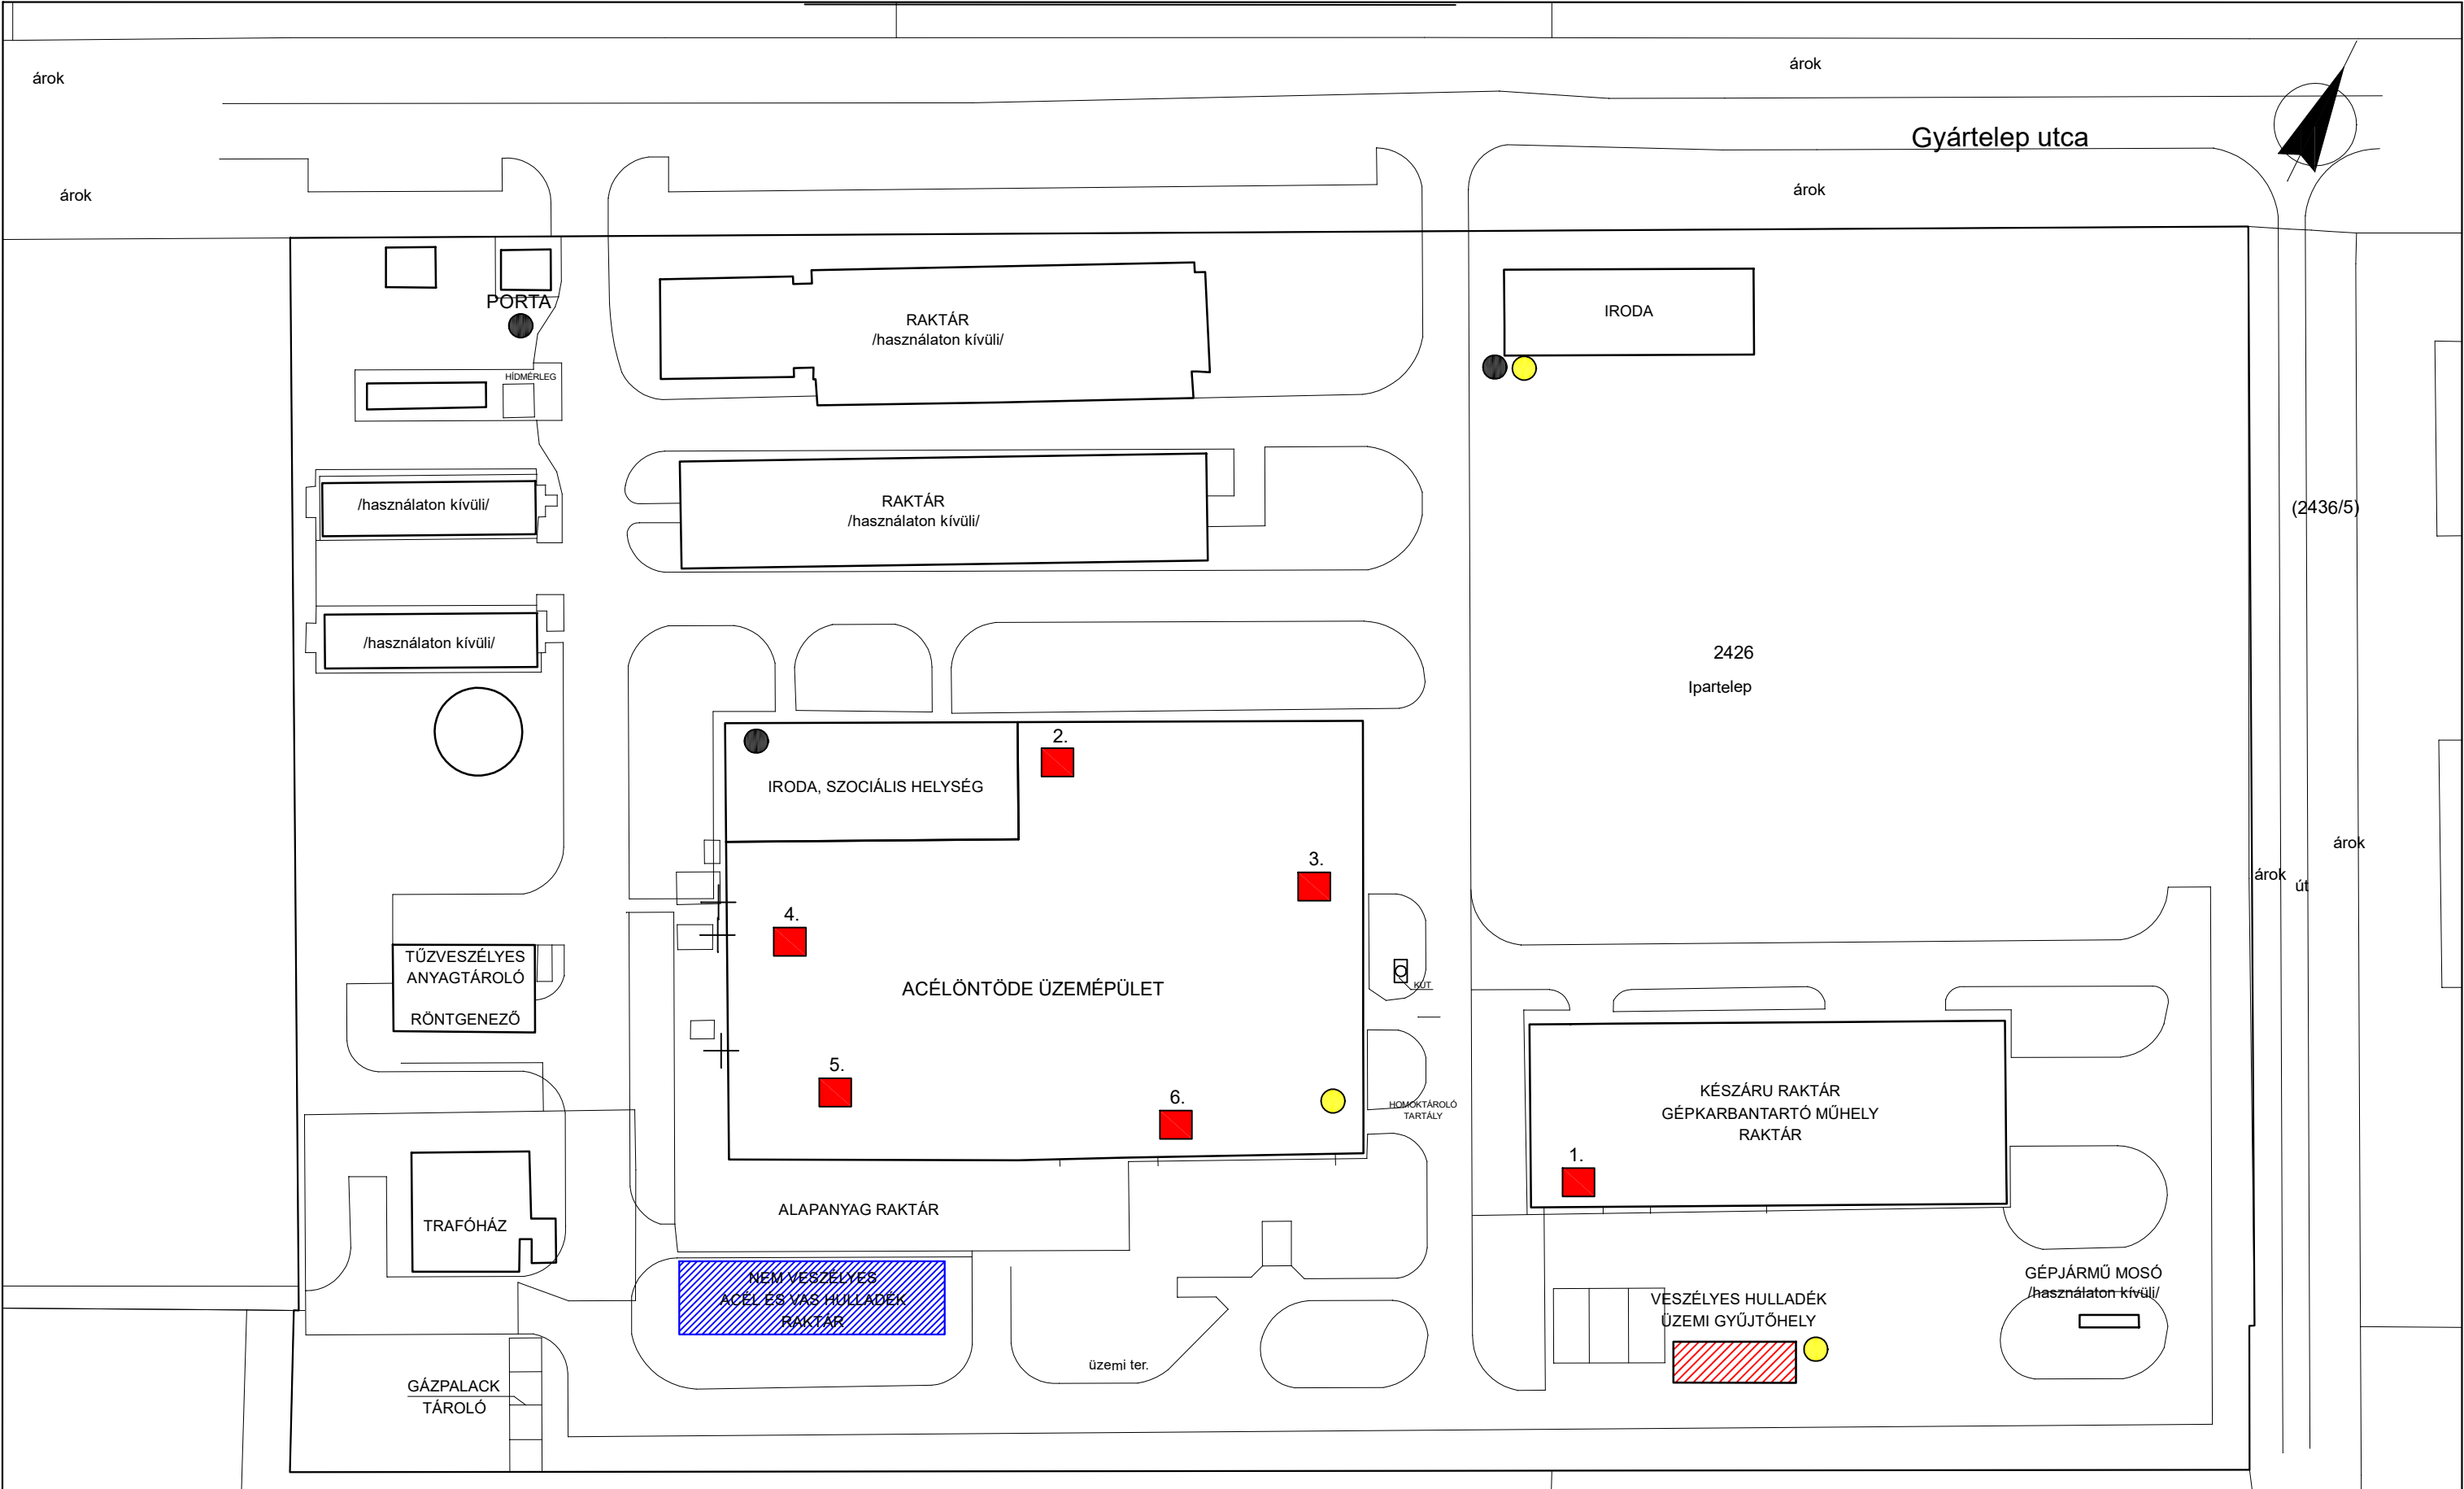 árok
árok
Gyártelep utca
árok
árok
PORTA
IRODA
RAKTÁR
/használaton kívüli/
HÍDMÉRLEG
/használaton kívüli/
RAKTÁR
/használaton kívüli/
(2436/5)
/használaton kívüli/
2426
Ipartelep
2.
IRODA, SZOCIÁLIS HELYSÉG
3.
árok
árok
út
4.
TŰZVESZÉLYES
ANYAGTÁROLÓ
RÖNTGENEZŐ
ACÉLÖNTÖDE ÜZEMÉPÜLET
KÚT
5.
6.
HOMOKTÁROLÓ
TARTÁLY
KÉSZÁRU RAKTÁR
GÉPKARBANTARTÓ MŰHELY
RAKTÁR
1.
ALAPANYAG RAKTÁR
TRAFÓHÁZ
NEM VESZÉLYES
ACÉL ÉS VAS HULLADÉK
RAKTÁR
GÉPJÁRMŰ MOSÓ
/használaton kívüli/
VESZÉLYES HULLADÉK
ÜZEMI GYŰJTŐHELY
üzemi ter.
GÁZPALACK
TÁROLÓ